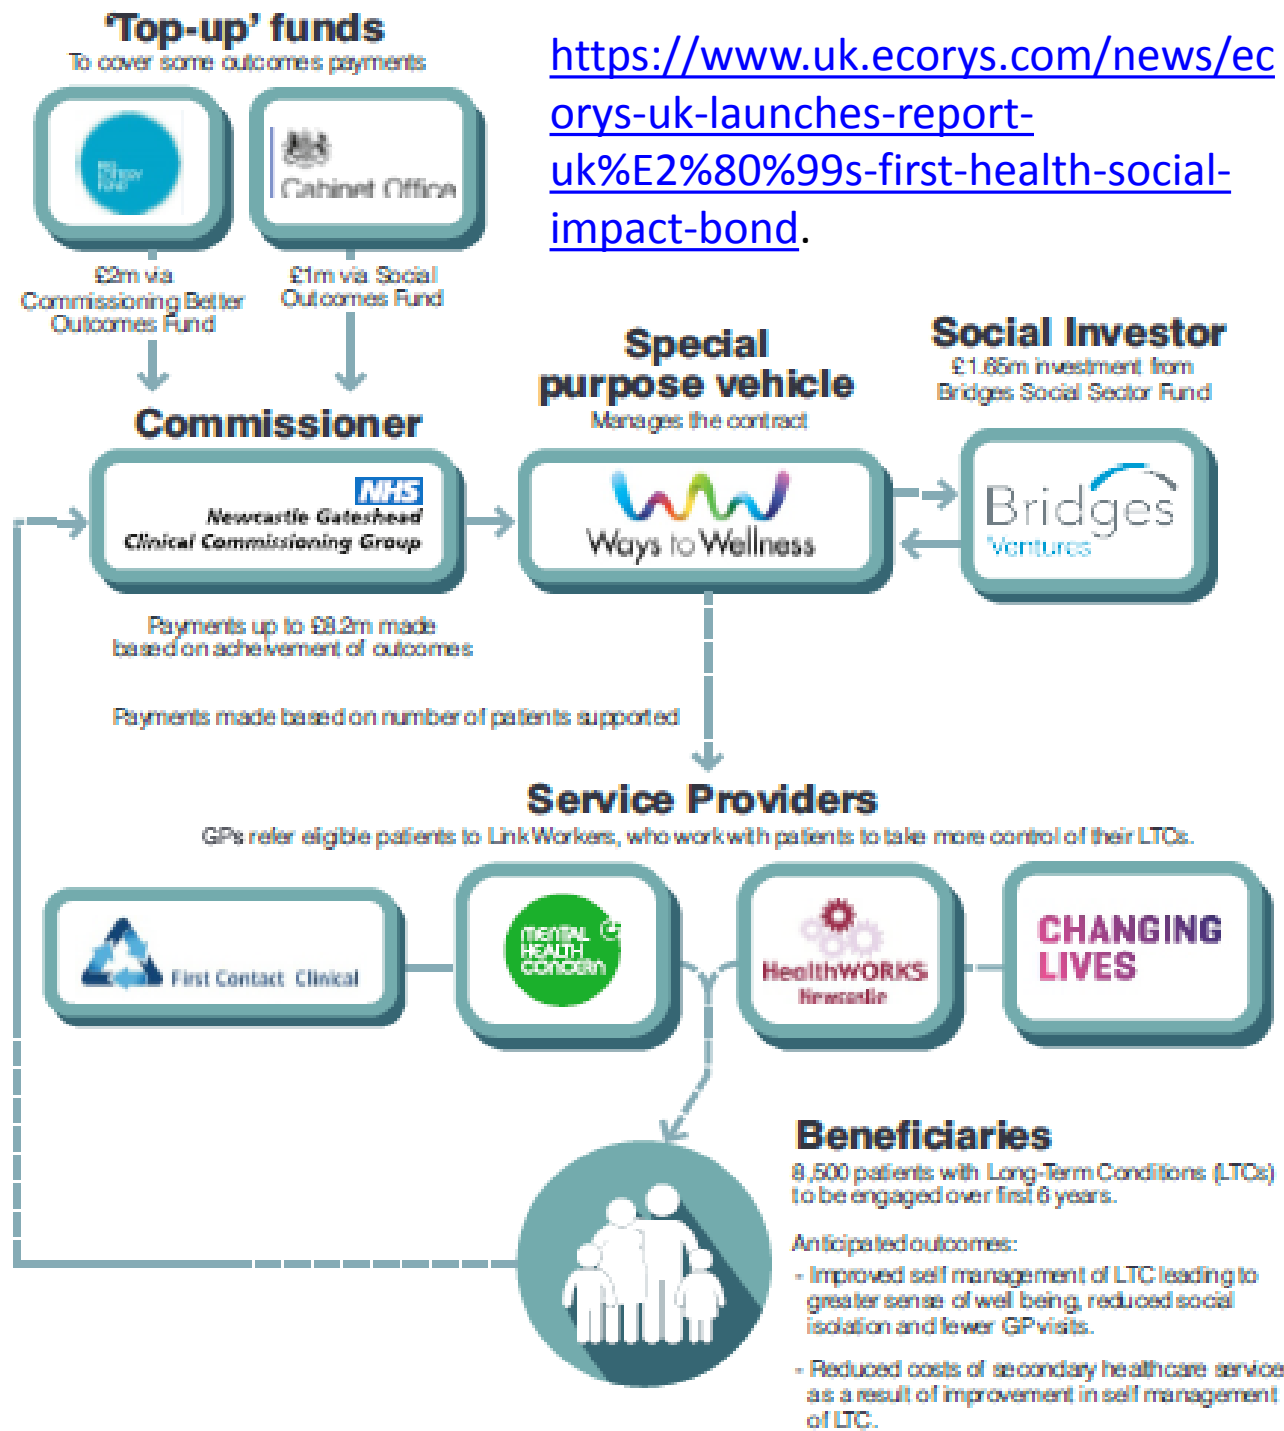 'Top-up' funds
To cover some outcomes payments
https://www.uk.ecorys.com/news/ec
orys-uk-launches-report-
uk%E2%80%99s-first-health-social-
impact-bond.
BIG
LOTTERY
FUND
Cabinet Office
£2m via
Commissioning Better
Outcomes Fund
£1m via Social
Outcomes Fund
Commissioner
NHS
Newcastle Gateshead
Clinical Commissioning Group
Special
purpose vehicle
Manages the contract
Ways to Wellness
Social Investor
£1.65m investment from
Bridges Social Sector Fund
Bridges
Ventures
Payments up to £8.2m made
based on acheivement of outcomes
Payments made based on number of patients supported
Service Providers
GPs refer eligible patients to Link Workers, who work with patients to take more control of their LTCs.
First Contact Clinical
MENTAL
HEALTH
CONCERN
HealthWORKS
Newcastle
CHANGING
LIVES
Beneficiaries
8,500 patients with Long-Term Conditions (LTCs)
to be engaged over first 6 years.
Anticipated outcomes:
- Improved self management of LTC leading to
greater sense of well being, reduced social
isolation and fewer GP visits.
- Reduced costs of secondary healthcare service
as a result of improvement in self management
of LTC.